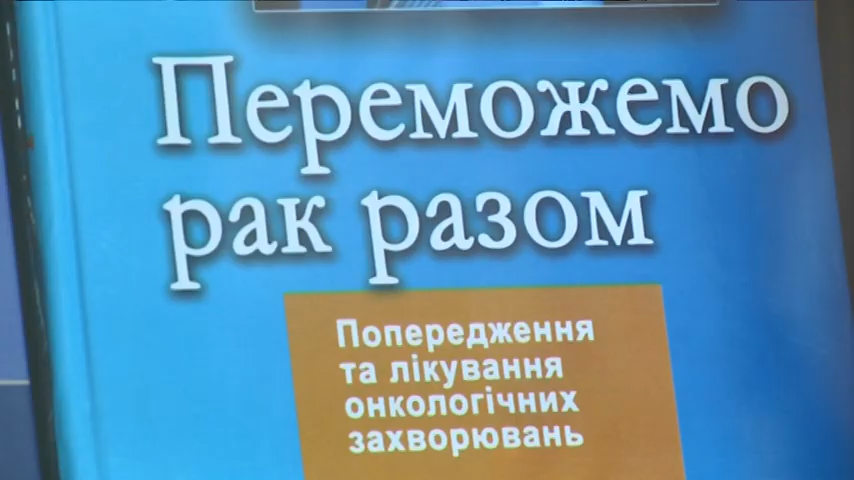 Переможемо
рак разом
Попередження
та лікування
онкологічних
захворювань